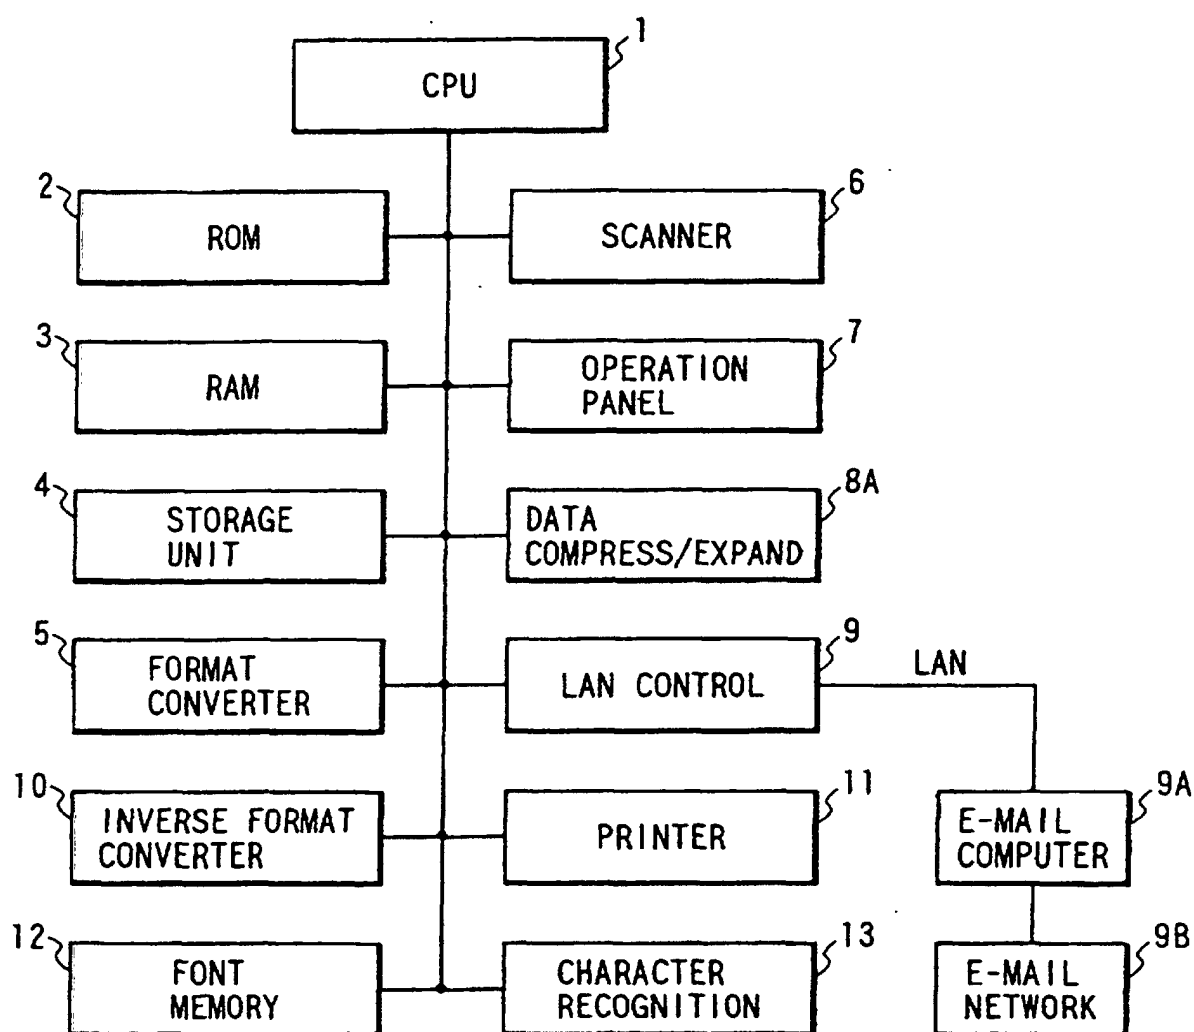 1
CPU
2
ROM
6
SCANNER
3
RAM
7
OPERATION
PANEL
4
STORAGE
UNIT
8A
DATA
COMPRESS/EXPAND
5
FORMAT
CONVERTER
9
LAN CONTROL
LAN
10
INVERSE FORMAT
CONVERTER
11
PRINTER
9A
E-MAIL
COMPUTER
12
FONT
MEMORY
13
CHARACTER
RECOGNITION
9B
E-MAIL
NETWORK